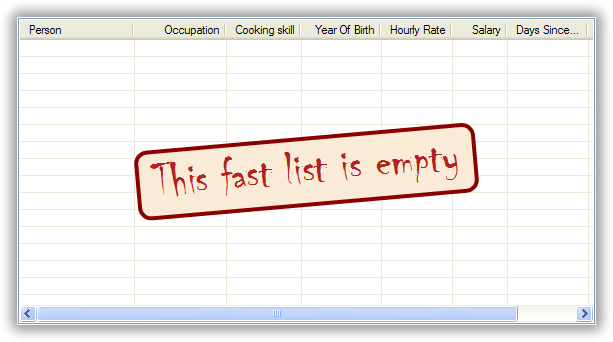 Person Occupation Cooking skill Year Of Birth Hourly Rate Salary Days Since...
This fast list is empty